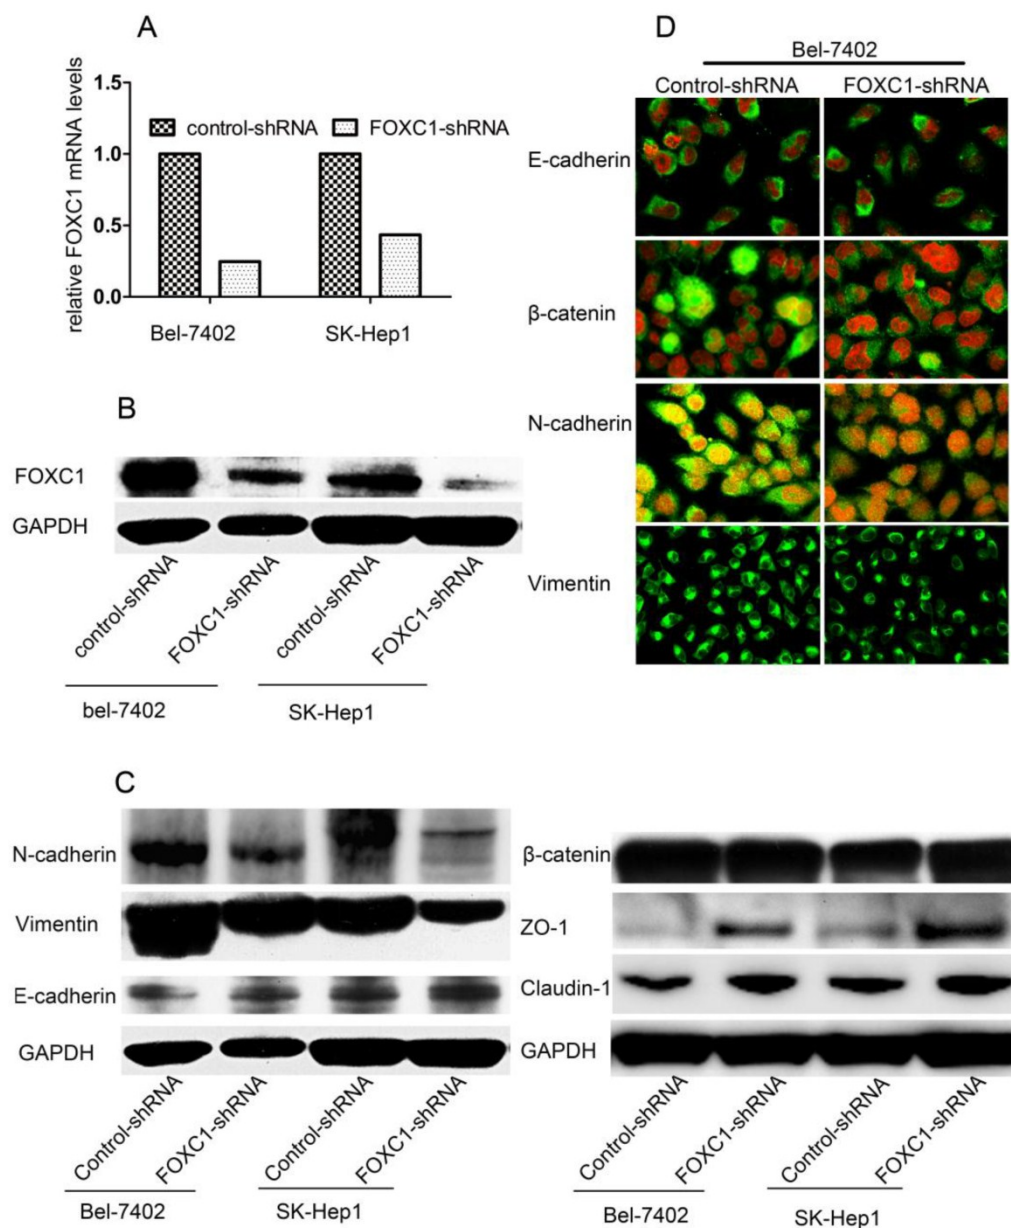 A
relative FOXC1 mRNA levels
1.5
1.0
0.5
0.0
control-shRNA FOXC1-shRNA
Bel-7402 SK-Hep1
B
FOXC1
GAPDH
control-shRNA FOXC1-shRNA control-shRNA FOXC1-shRNA
bel-7402 SK-Hep1
D
Bel-7402
Control-shRNA FOXC1-shRNA
E-cadherin
β-catenin
N-cadherin
Vimentin
C
N-cadherin
Vimentin
E-cadherin
GAPDH
Control-shRNA FOXC1-shRNA Control-shRNA FOXC1-shRNA
Bel-7402 SK-Hep1
β-catenin
ZO-1
Claudin-1
GAPDH
Control-shRNA FOXC1-shRNA Control-shRNA FOXC1-shRNA
Bel-7402 SK-Hep1